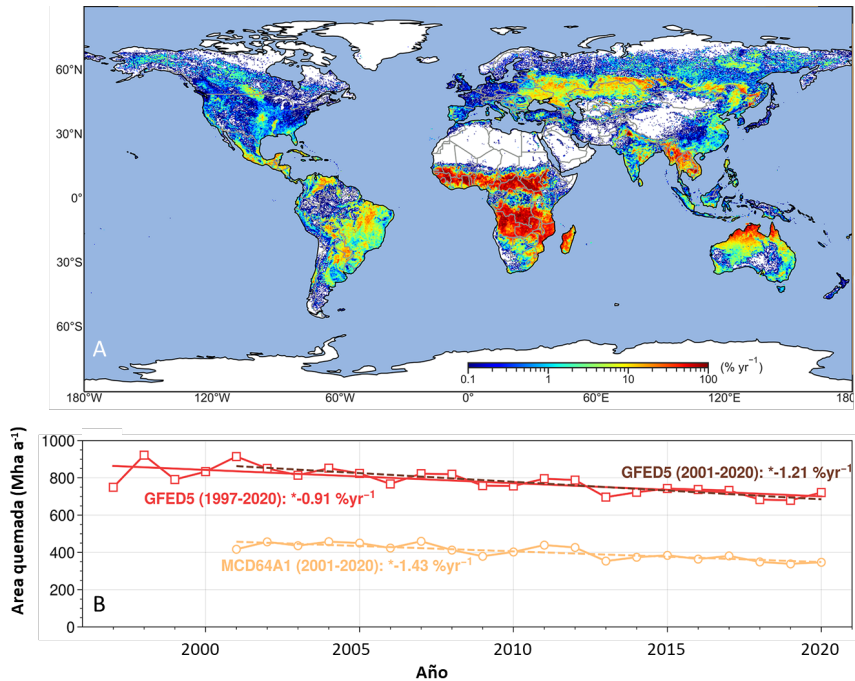 60°N
30°N
0°
30°S
60°S
A
0.1 1 10 100 (% yr⁻¹)
180°W 120°W 60°W 0° 60°E 120°E 180°
1000
800
600
400
200
0
Area quemada (Mha a⁻¹)
GFED5 (2001-2020): *-1.21 %yr⁻¹
GFED5 (1997-2020): *-0.91 %yr⁻¹
MCD64A1 (2001-2020): *-1.43 %yr⁻¹
B
2000 2005 2010 2015 2020
Año